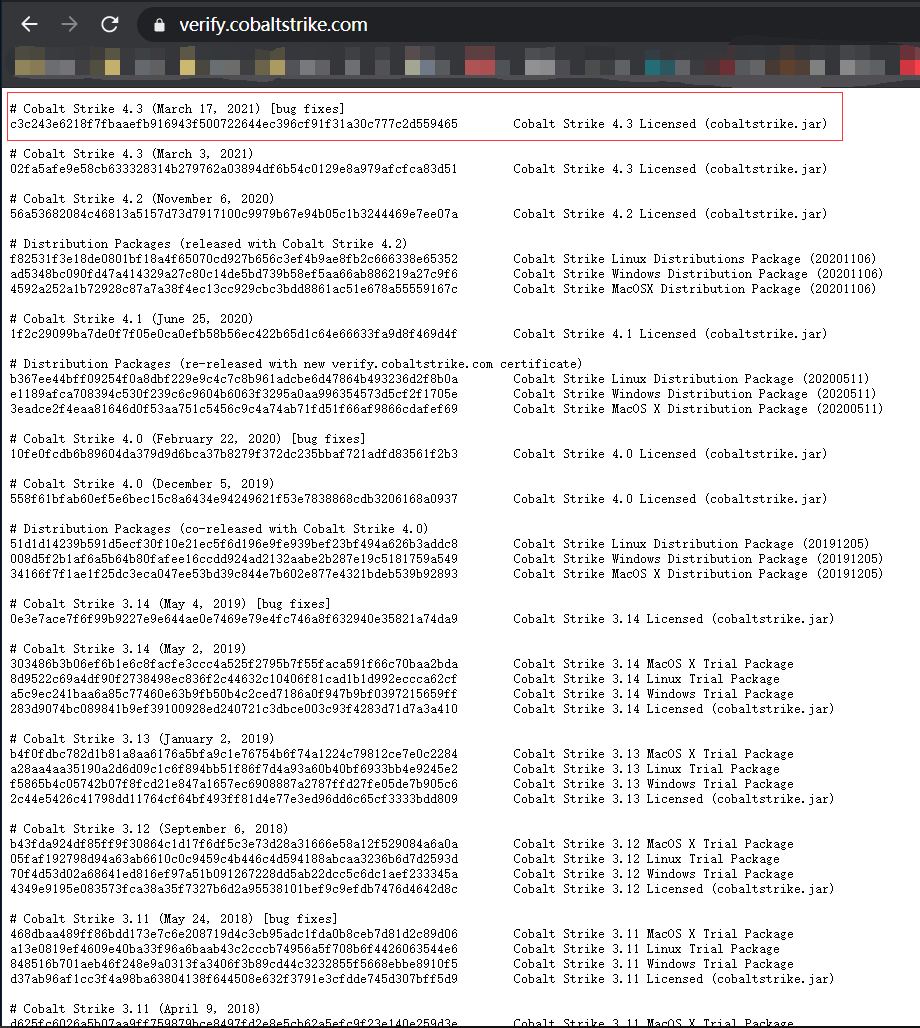 verify.cobaltstrike.com
# Cobalt Strike 4.3 (March 17, 2021) [bug fixes]
c3c243e6218f7fbaaefb916943f500722644ec396cf91f31a30c777c2d559465 Cobalt Strike 4.3 Licensed (cobaltstrike.jar)
# Cobalt Strike 4.3 (March 3, 2021)
02fa5afe9e58cb633328314b279762a03894df6b54c0129e8a979afcfca83d51 Cobalt Strike 4.3 Licensed (cobaltstrike.jar)
# Cobalt Strike 4.2 (November 6, 2020)
56a53682084c46813a5157d73d7917100c9979b67e94b05c1b3244469e7ee07a Cobalt Strike 4.2 Licensed (cobaltstrike.jar)
# Distribution Packages (released with Cobalt Strike 4.2)
f82531f3e18de0801bf18a4f65070cd927b656c3ef4b9ae8fb2c666338e65352 Cobalt Strike Linux Distributions Package (20201106)
ad5348bc090fd47a414329a27c80c14de5bd739b58ef5aa66ab886219a27c9f6 Cobalt Strike Windows Distribution Package (20201106)
4592a252a1b72928c87a7a38f4ec13cc929cbc3bdd8861ac51e678a55559167c Cobalt Strike MacOSX Distribution Package (20201106)
# Cobalt Strike 4.1 (June 25, 2020)
1f2c29099ba7de0f7f05e0ca0efb58b56ec422b65d1c64e66633fa9d8f469d4f Cobalt Strike 4.1 Licensed (cobaltstrike.jar)
# Distribution Packages (re-released with new verify.cobaltstrike.com certificate)
b367ee44bff09254f0a8dbf229e9c4c7c8b961adcbe6d47864b493236d2f8b0a Cobalt Strike Linux Distribution Package (20200511)
e1189afca708394c530f239c6c9604b6063f3295a0aa996354573d5cf2f1705e Cobalt Strike Windows Distribution Package (2020511)
3eadce2f4eaa81646d0f53aa751c5456c9c4a74ab71fd51f66af9866cdafef69 Cobalt Strike MacOS X Distribution Package (20200511)
# Cobalt Strike 4.0 (February 22, 2020) [bug fixes]
10fe0fcdb6b89604da379d9d6bca37b8279f372dc235bbaf721adfd83561f2b3 Cobalt Strike 4.0 Licensed (cobaltstrike.jar)
# Cobalt Strike 4.0 (December 5, 2019)
558f61bfab60ef5e6bec15c8a6434e94249621f53e7838868cdb3206168a0937 Cobalt Strike 4.0 Licensed (cobaltstrike.jar)
# Distribution Packages (co-released with Cobalt Strike 4.0)
51d1d14239b591d5ecf30f10e21ec5f6d196e9fe939bef23bf494a626b3addc8 Cobalt Strike Linux Distribution Package (20191205)
008d5f2b1af6a5b64b80fafee16ccdd924ad2132aabe2b287e19c5181759a549 Cobalt Strike Windows Distribution Package (20191205)
34166f7f1ae1f25dc3eca047ee53bd39c844e7b602e877e4321bdeb539b92893 Cobalt Strike MacOS X Distribution Package (20191205)
# Cobalt Strike 3.14 (May 4, 2019) [bug fixes]
0e3e7ace7f6f99b9227e9e644ae0e7469e79e4fc746a8f632940e35821a74da9 Cobalt Strike 3.14 Licensed (cobaltstrike.jar)
# Cobalt Strike 3.14 (May 2, 2019)
303486b3b06ef6b1e6c8facfe3ccc4a525f2795b7f55faca591f66c70baa2bda Cobalt Strike 3.14 MacOS X Trial Package
8d9522c69a4df90f2738498ec836f2c44632c10406f81cad1b1d992eccca62cf Cobalt Strike 3.14 Linux Trial Package
a5c9ec241baa6a85c77460e63b9fb50b4c2ced7186a0f947b9bf0397215659ff Cobalt Strike 3.14 Windows Trial Package
283d9074bc089841b9ef39100928ed240721c3dbce003c93f4283d71d7a3a410 Cobalt Strike 3.14 Licensed (cobaltstrike.jar)
# Cobalt Strike 3.13 (January 2, 2019)
b4f0fdbc782d1b81a8aa6176a5bfa9c1e76754b6f74a1224c79812ce7e0c2284 Cobalt Strike 3.13 MacOS X Trial Package
a28aa4aa35190a2d6d09c1c6f894bb51f86f7d4a93a60b40bf6933bb4e9245e2 Cobalt Strike 3.13 Linux Trial Package
f5865b4c05742b07f8fcd21e847a1657ec6908887a2787ffd27fe05de7b905c6 Cobalt Strike 3.13 Windows Trial Package
2c44e5426c41798dd11764cf64bf493ff81d4e77e3ed96dd6c65cf3333bdd809 Cobalt Strike 3.13 Licensed (cobaltstrike.jar)
# Cobalt Strike 3.12 (September 6, 2018)
b43fda924df85ff9f30864c1d17f6df5c3e73d28a31666e58a12f529084a6a0a Cobalt Strike 3.12 MacOS X Trial Package
05faf192798d94a63ab6610c0c9459c4b446c4d594188abcaa3236b6d7d2593d Cobalt Strike 3.12 Linux Trial Package
70f4d53d02a68641ed816ef97a51b091267228dd5ab22dcc5c6dc1aef233345a Cobalt Strike 3.12 Windows Trial Package
4349e9195e083573fca38a35f7327b6d2a95538101bef9c9efdb7476d4642d8c Cobalt Strike 3.12 Licensed (cobaltstrike.jar)
# Cobalt Strike 3.11 (May 24, 2018) [bug fixes]
468dbaa489ff86bdd173e7c6e208719d4c3cb95adc1fda0b8ceb7d81d2c89d06 Cobalt Strike 3.11 MacOS X Trial Package
a13e0819ef4609e40ba33f96a6baab43c2cccb74956a5f708b6f4426063544e6 Cobalt Strike 3.11 Linux Trial Package
848516b701aeb46f248e9a0313fa3406f3b89cd44c3232855f5668ebbe8910f5 Cobalt Strike 3.11 Windows Trial Package
d37ab96af1cc3f4a98ba63804138f644508e632f3791e3cfdde745d307bff5d9 Cobalt Strike 3.11 Licensed (cobaltstrike.jar)
# Cobalt Strike 3.11 (April 9, 2018)
Cobalt Strike 3.11 MacOS X Trial Package